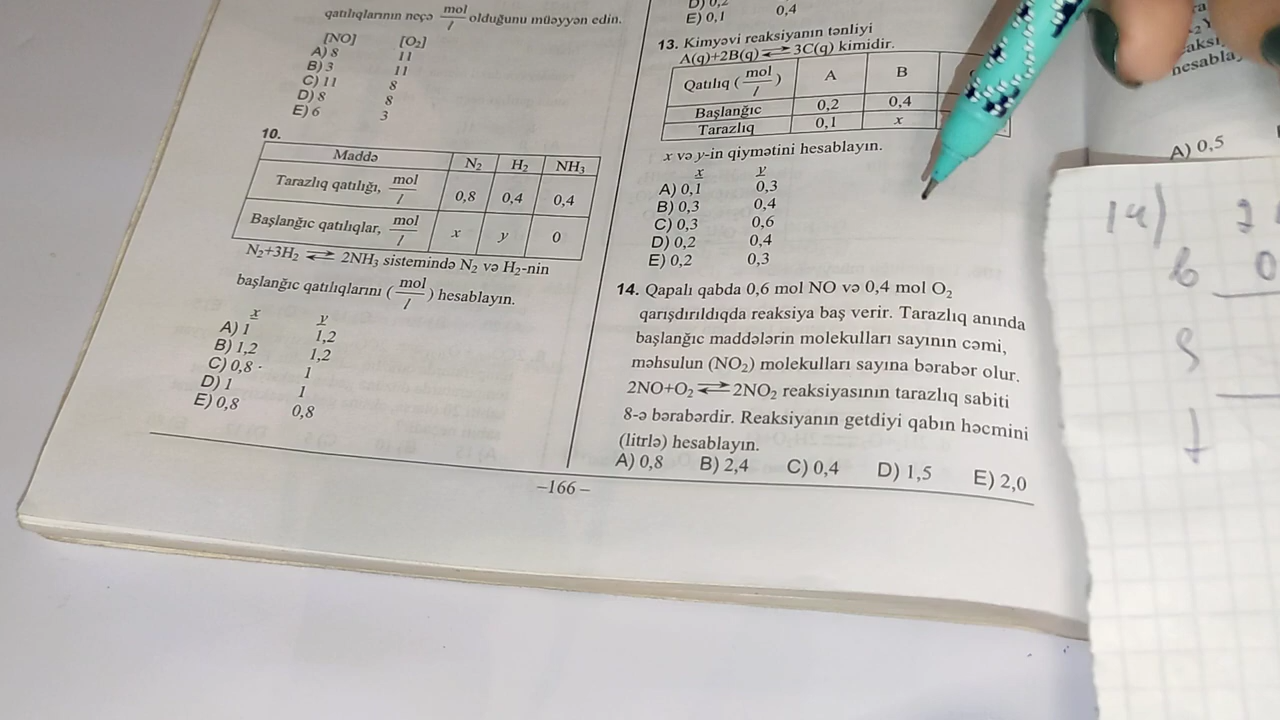 qatılıqlarının neçə mol/l olduğunu müəyyən edin.
[NO] [O₂]
A) 8 11
B) 3 11
C) 11 8
D) 8 8
E) 6 3
10.
Maddə N₂ H₂ NH₃
Tarazlıq qatılığı, mol/l 0,8 0,4 0,4
Başlanğıc qatılıqlar, mol/l x y 0
N₂+3H₂ ⇄ 2NH₃ sistemində N₂ və H₂-nin
başlanğıc qatılıqlarını (mol/l) hesablayın.
x y
A) 1 1,2
B) 1,2 1,2
C) 0,8 1
D) 1 1
E) 0,8 0,8
–166–
D) 0,2
E) 0,1 0,4
13. Kimyəvi reaksiyanın tənliyi
A(q)+2B(q) ⇄ 3C(q) kimidir.
Qatılıq (mol/l) A B
Başlanğıc 0,2 0,4
Tarazlıq 0,1 x
x və y-in qiymətini hesablayın.
x y
A) 0,1 0,3
B) 0,3 0,4
C) 0,3 0,6
D) 0,2 0,4
E) 0,2 0,3
14. Qapalı qabda 0,6 mol NO və 0,4 mol O₂
qarışdırıldıqda reaksiya baş verir. Tarazlıq anında
başlanğıc maddələrin molekulları sayının cəmi,
məhsulun (NO₂) molekulları sayına bərabər olur.
2NO+O₂ ⇄ 2NO₂ reaksiyasının tarazlıq sabiti
8-ə bərabərdir. Reaksiyanın getdiyi qabın həcmini
(litrlə) hesablayın.
A) 0,8 B) 2,4 C) 0,4 D) 1,5 E) 2,0
A) 0,5
14) 2
b 0
s
t